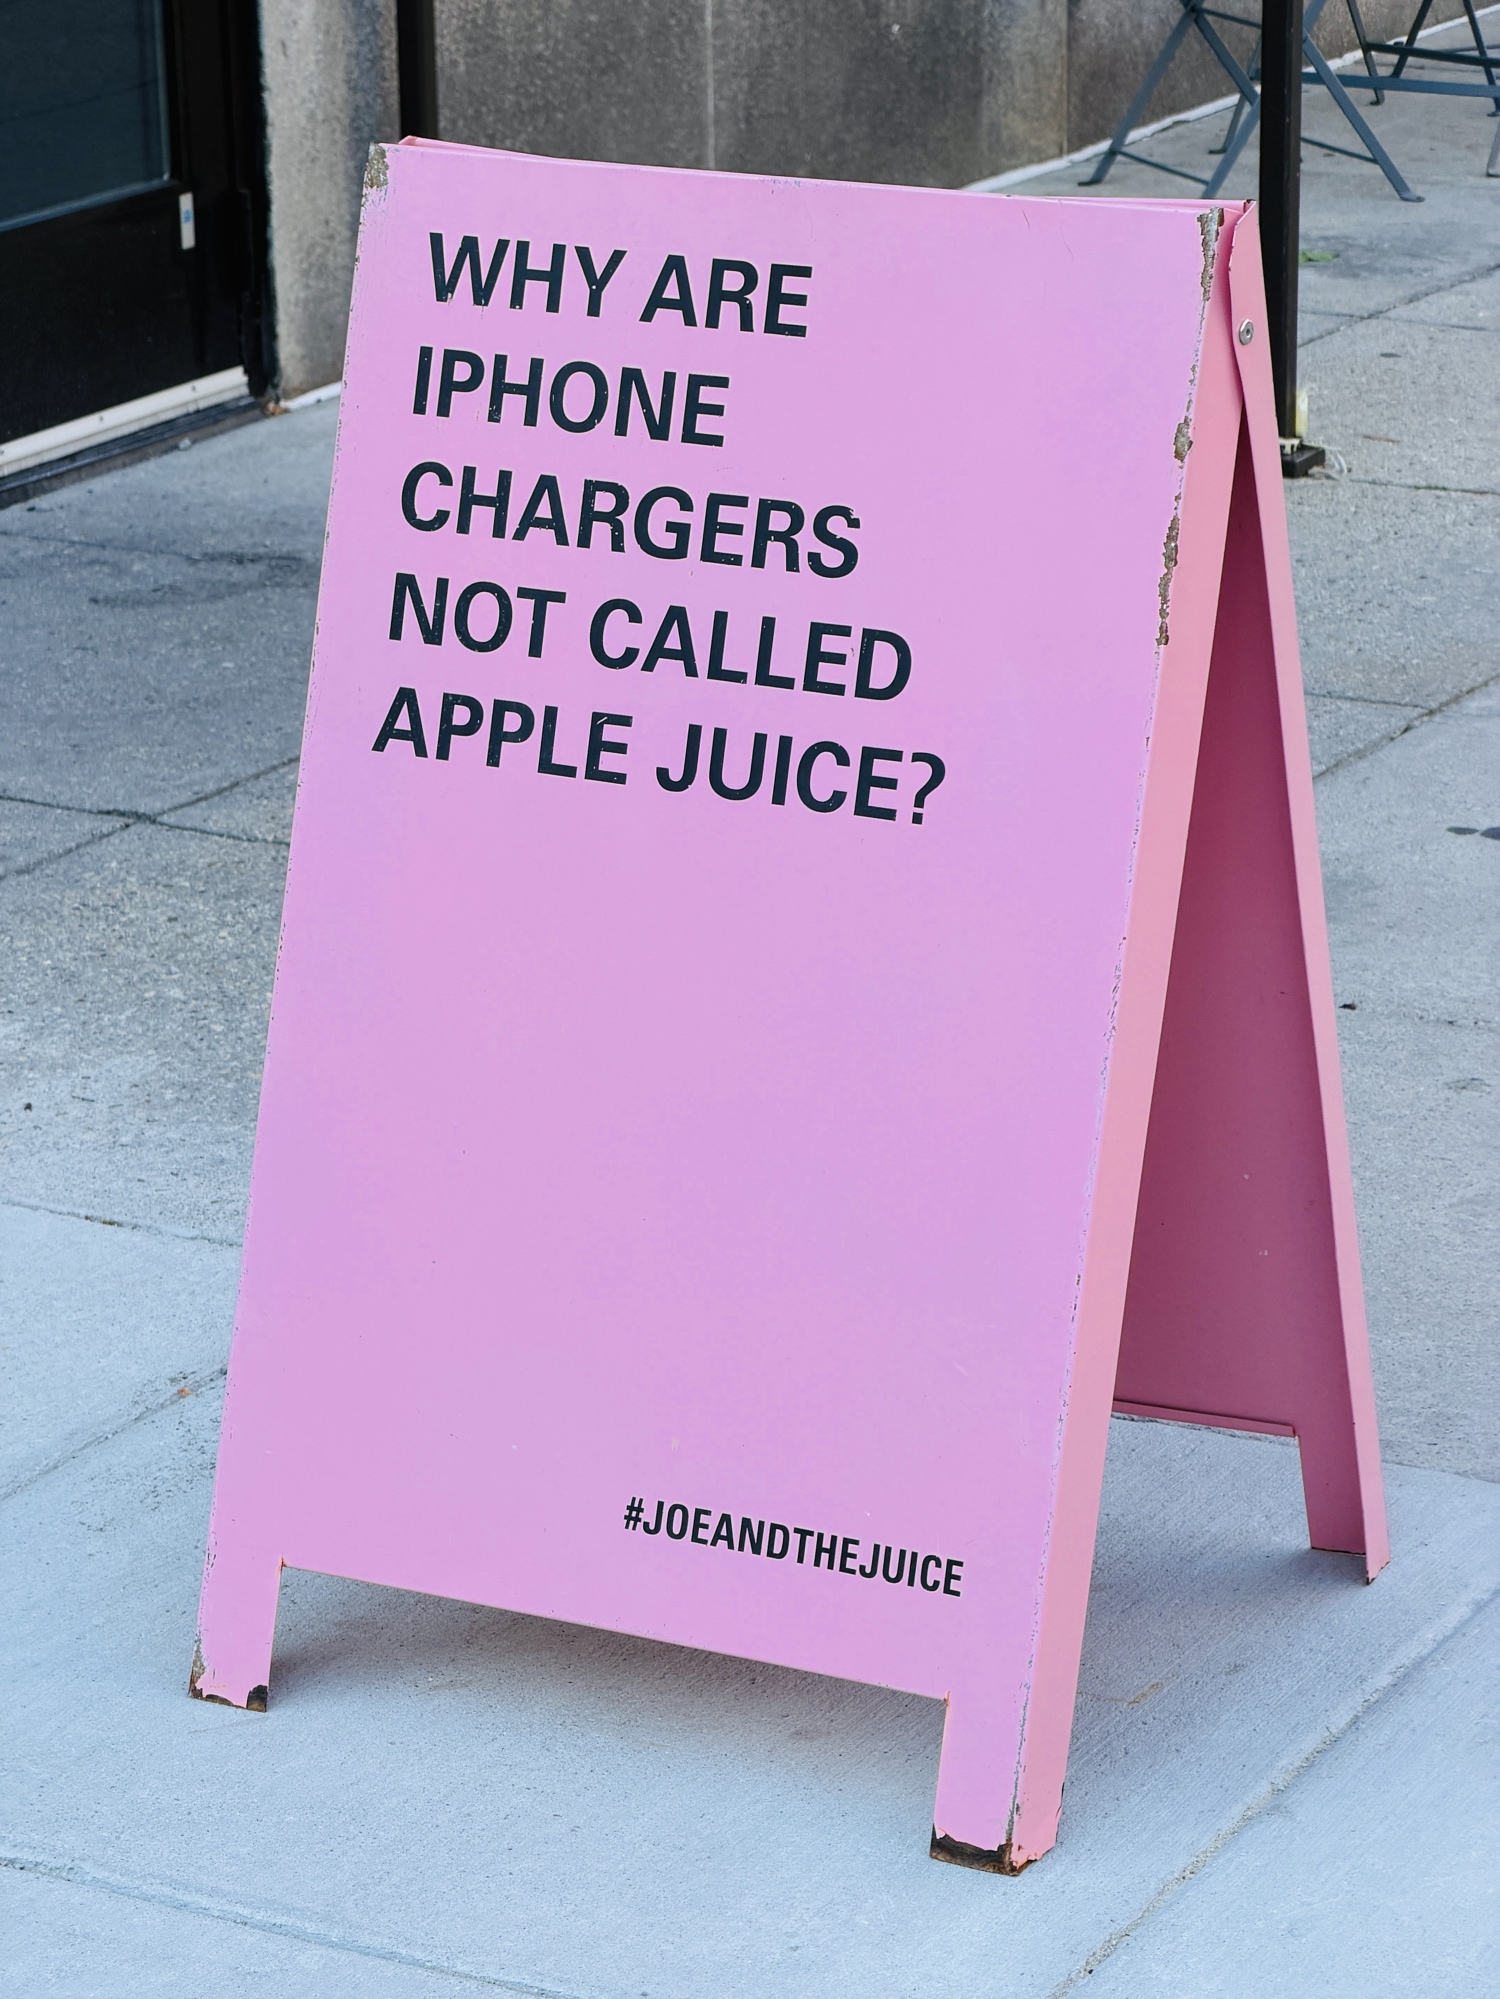 WHY ARE
IPHONE
CHARGERS
NOT CALLED
APPLE JUICE?
#JOEANDTHEJUICE